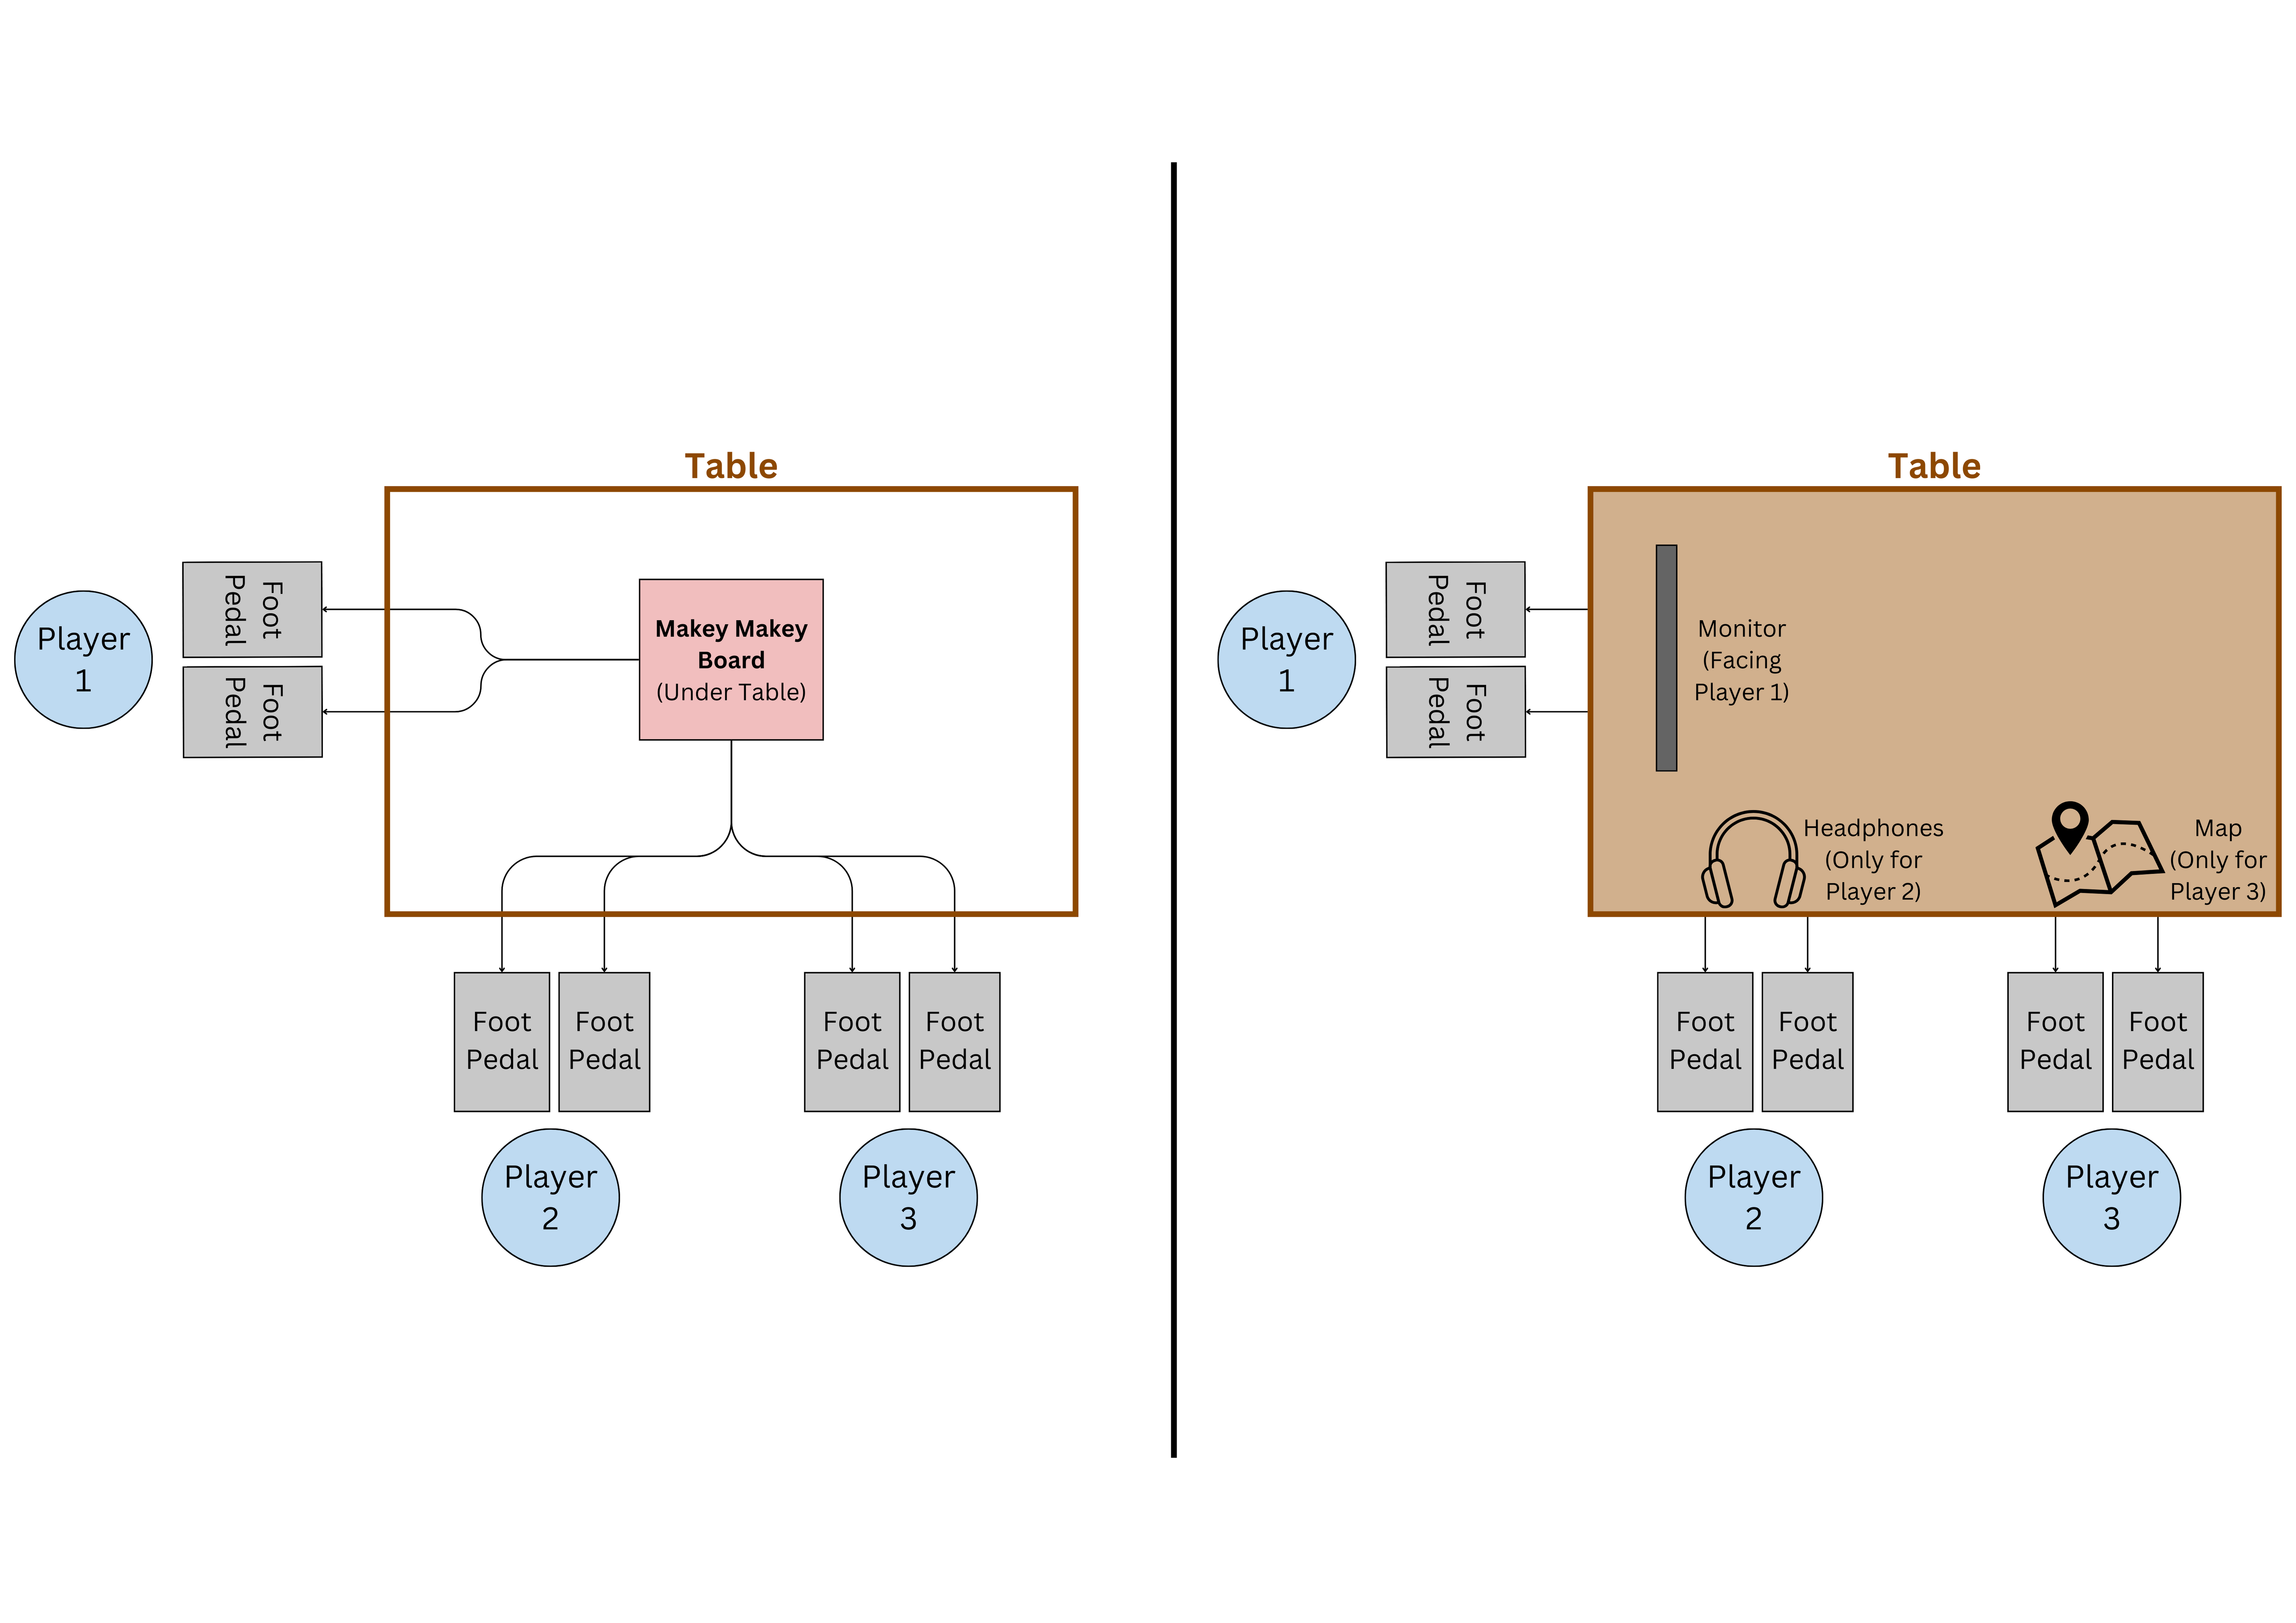 Table
Foot
Pedal
Foot
Pedal
Player
1
Makey Makey
Board
(Under Table)
Foot
Pedal
Foot
Pedal
Foot
Pedal
Foot
Pedal
Player
2
Player
3
Table
Foot
Pedal
Foot
Pedal
Player
1
Monitor
(Facing
Player 1)
Headphones
(Only for
Player 2)
Map
(Only for
Player 3)
Foot
Pedal
Foot
Pedal
Foot
Pedal
Foot
Pedal
Player
2
Player
3